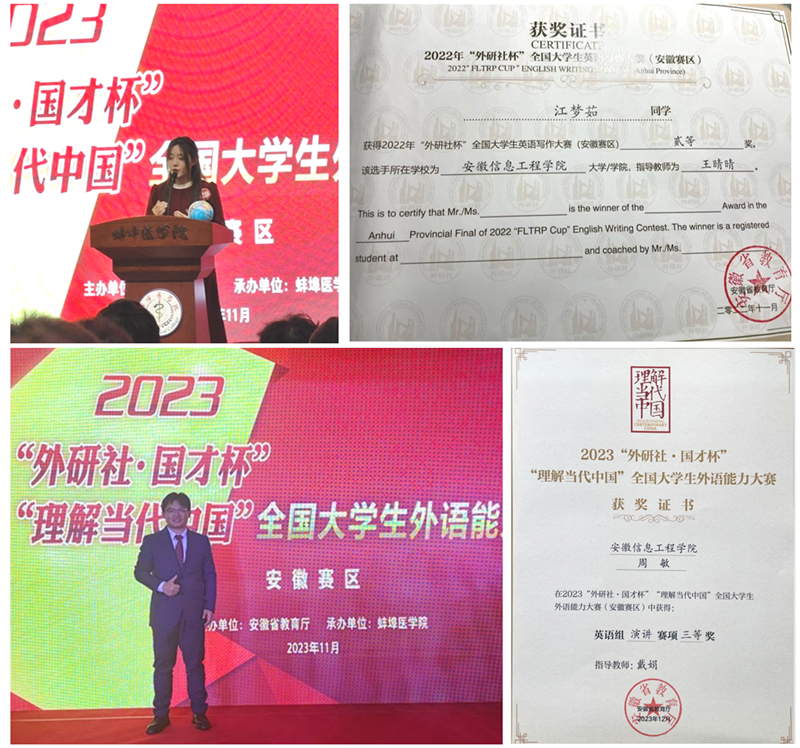 2023
·国才杯”
代中国”全国大学生外
蚌埠医学院
赛区
主办单位
承办单位：蚌埠医学
11月
获奖证书
CERTIFICATE
2022年“外研社杯”全国大学生英语写作大赛（安徽赛区）
2022 “FLTRP CUP” ENGLISH WRITING (Anhui Province)
江梦茹 同学
获得2022年“外研社杯”全国大学生英语写作大赛（安徽赛区） 贰等 奖。
该选手所在学校为 安徽信息工程学院 大学/学院，指导教师为 王晴晴 。
This is to certify that Mr./Ms. is the winner of the Award in the
Anhui Provincial Final of 2022 “FLTRP Cup” English Writing Contest. The winner is a registered
student at and coached by Mr./Ms.
安徽省教育厅
二〇二二年十一月
2023
“外研社·国才杯”
“理解当代中国”全国大学生外语能
安徽赛区
办单位：安徽省教育厅 承办单位：蚌埠医学院
2023年11月
理解
当代
中国
CONTEMPORARY
CHINA
2023“外研社·国才杯”
“理解当代中国”全国大学生外语能力大赛
获奖证书
安徽信息工程学院
周敏
在2023“外研社·国才杯”“理解当代中国”全国大学生
外语能力大赛（安徽赛区）中获得：
英语组 演讲 赛项 三等 奖
指导教师：戴娟
安徽省教育厅
2023年12月